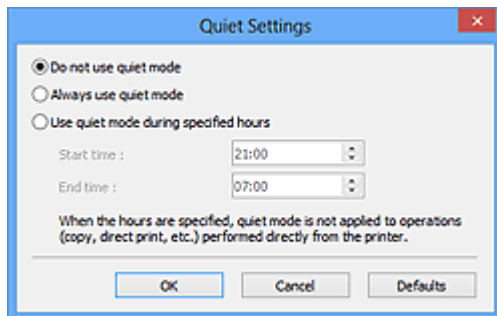 Quiet Settings
Do not use quiet mode
Always use quiet mode
Use quiet mode during specified hours
Start time : 21:00
End time : 07:00
When the hours are specified, quiet mode is not applied to operations
(copy, direct print, etc.) performed directly from the printer.
OK Cancel Defaults